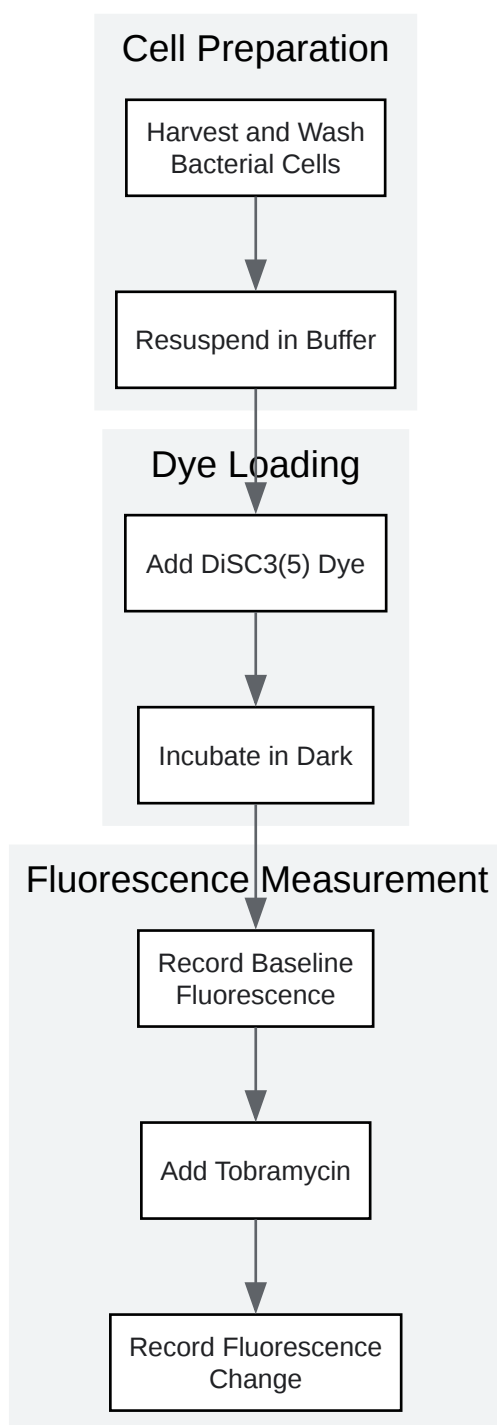 Cell Preparation
Harvest and Wash
Bacterial Cells
Resuspend in Buffer
Dye Loading
Add DiSC3(5) Dye
Incubate in Dark
Fluorescence Measurement
Record Baseline
Fluorescence
Add Tobramycin
Record Fluorescence
Change